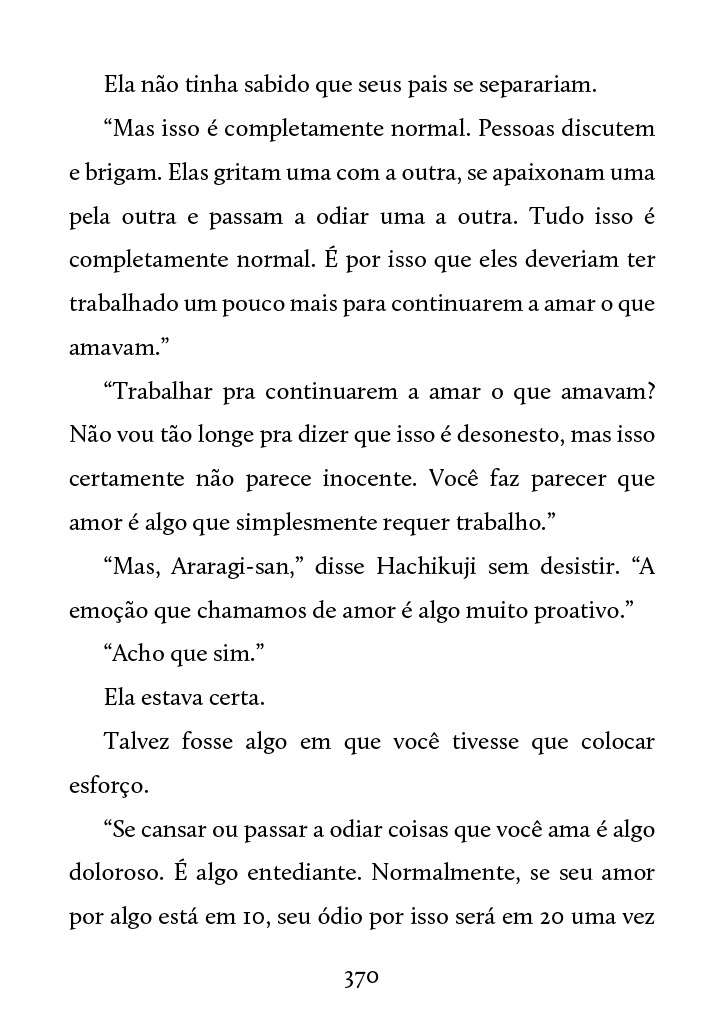 Ela não tinha sabido que seus pais se separariam.
“Mas isso é completamente normal. Pessoas discutem
e brigam. Elas gritam uma com a outra, se apaixonam uma
pela outra e passam a odiar uma a outra. Tudo isso é
completamente normal. É por isso que eles deveriam ter
trabalhado um pouco mais para continuarem a amar o que
amavam.”
“Trabalhar pra continuarem a amar o que amavam?
Não vou tão longe pra dizer que isso é desonesto, mas isso
certamente não parece inocente. Você faz parecer que
amor é algo que simplesmente requer trabalho.”
“Mas, Araragi-san,” disse Hachikuji sem desistir. “A
emoção que chamamos de amor é algo muito proativo.”
“Acho que sim.”
Ela estava certa.
Talvez fosse algo em que você tivesse que colocar
esforço.
“Se cansar ou passar a odiar coisas que você ama é algo
doloroso. É algo entediante. Normalmente, se seu amor
por algo está em 10, seu ódio por isso será em 20 uma vez
370